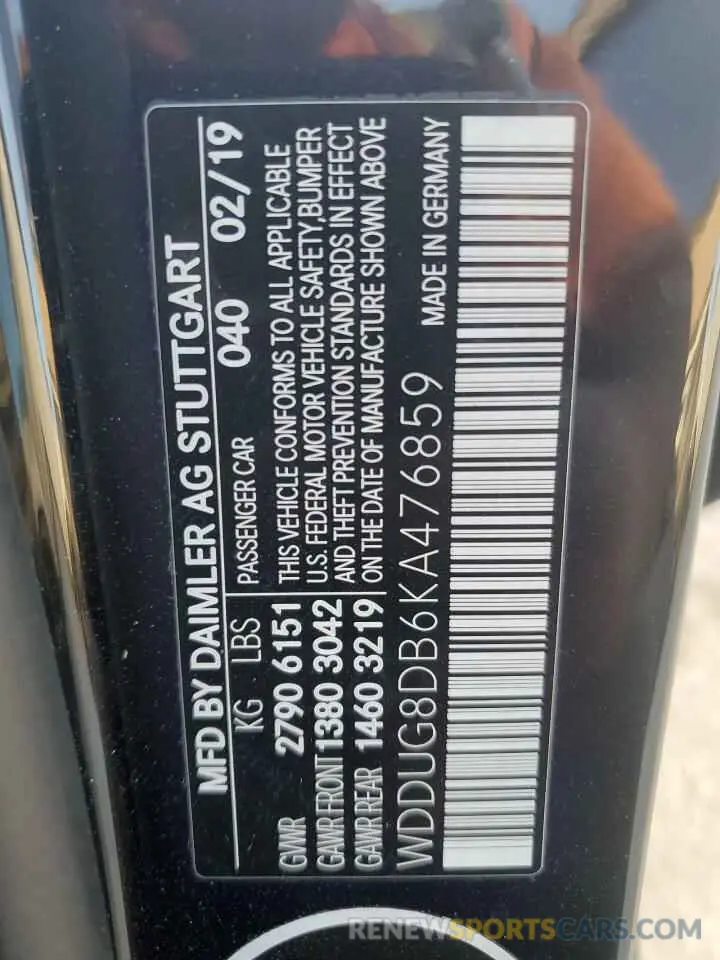 MFD BY DAIMLER AG STUTTGART
KG LBS 040 02/19
PASSENGER CAR
GVWR 2790 6151
GAWR FRONT 1380 3042
GAWR REAR 1460 3219
THIS VEHICLE CONFORMS TO ALL APPLICABLE
U.S. FEDERAL MOTOR VEHICLE SAFETY,BUMPER
AND THEFT PREVENTION STANDARDS IN EFFECT
ON THE DATE OF MANUFACTURE SHOWN ABOVE
WDDUG8DB6KA476859 MADE IN GERMANY
RENEWSPORTSCARS.COM